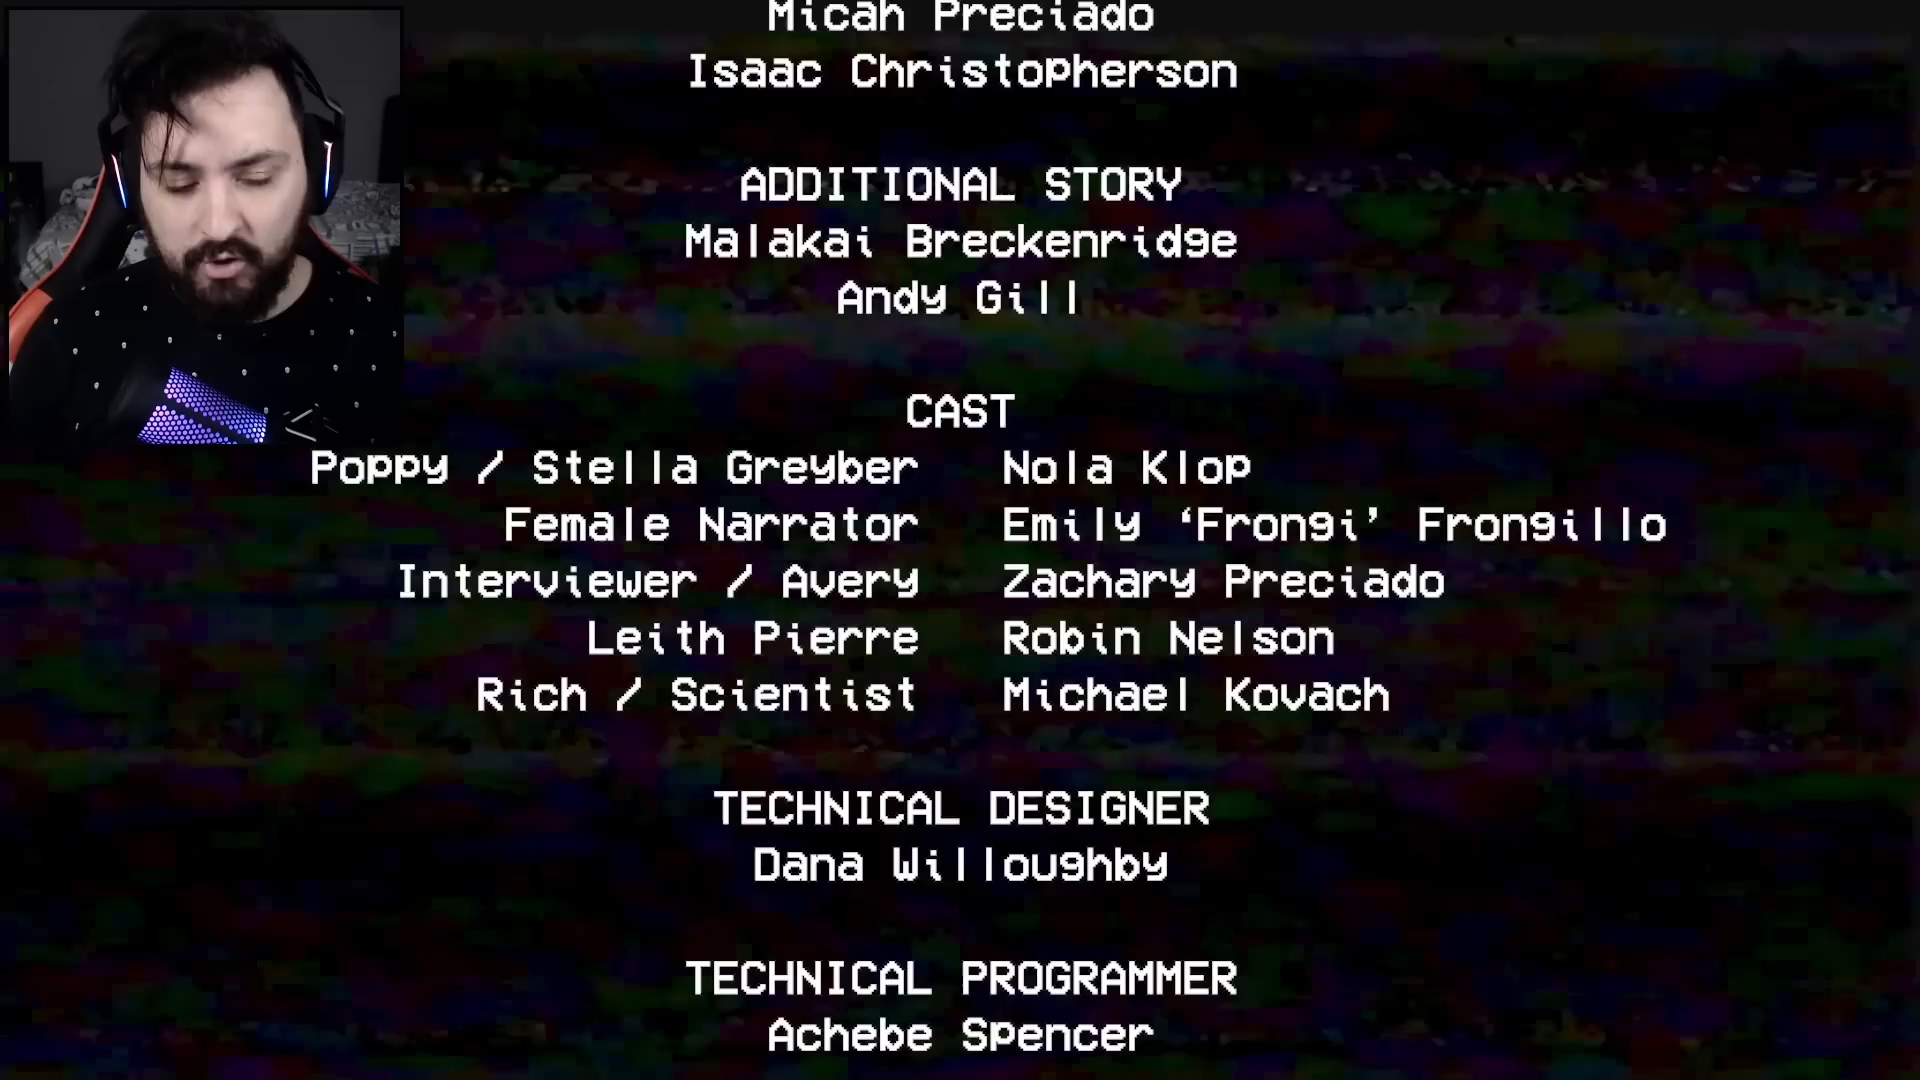 Micah Preciado
Isaac Christopherson
ADDITIONAL STORY
Malakai Breckenridge
Andy Gill
CAST
Poppy / Stella Greyber Nola Klop
Female Narrator Emily ‘Frongi’ Frongillo
Interviewer / Avery Zachary Preciado
Leith Pierre Robin Nelson
Rich / Scientist Michael Kovach
TECHNICAL DESIGNER
Dana Willoughby
TECHNICAL PROGRAMMER
Achebe Spencer